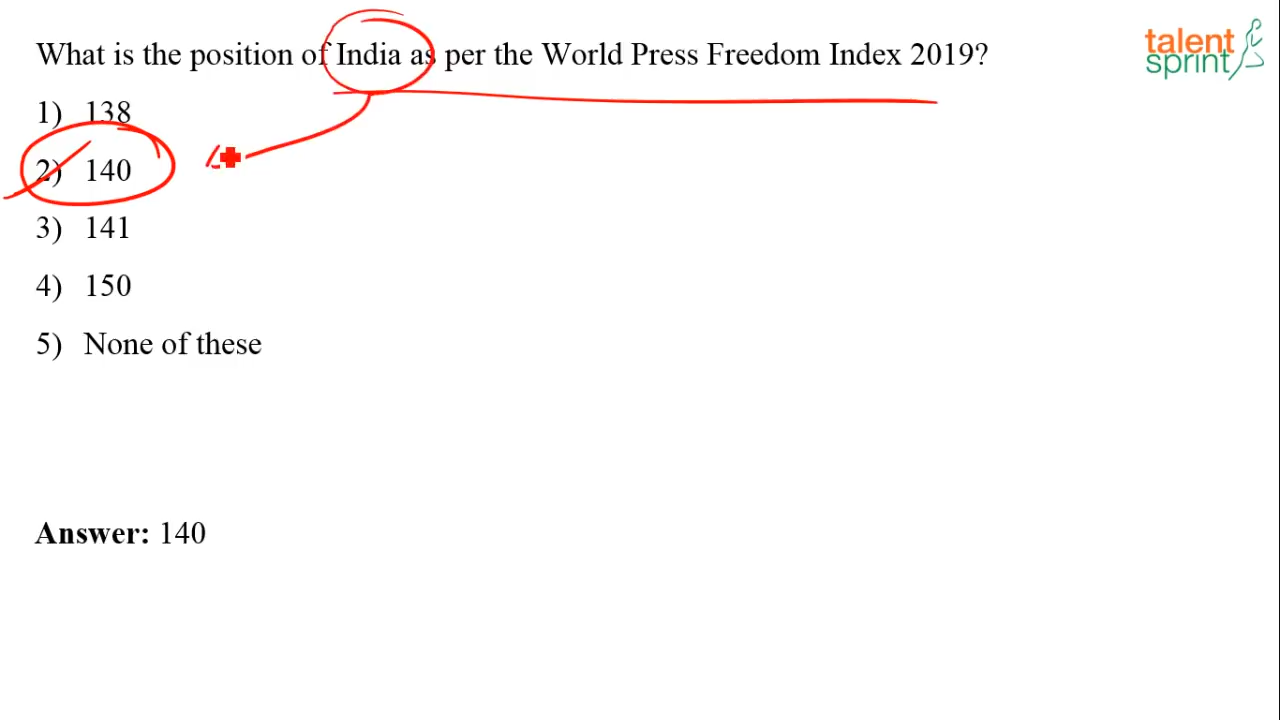 What is the position of India as per the World Press Freedom Index 2019?
talent
sprint
1) 138
2) 140
3) 141
4) 150
5) None of these
Answer: 140